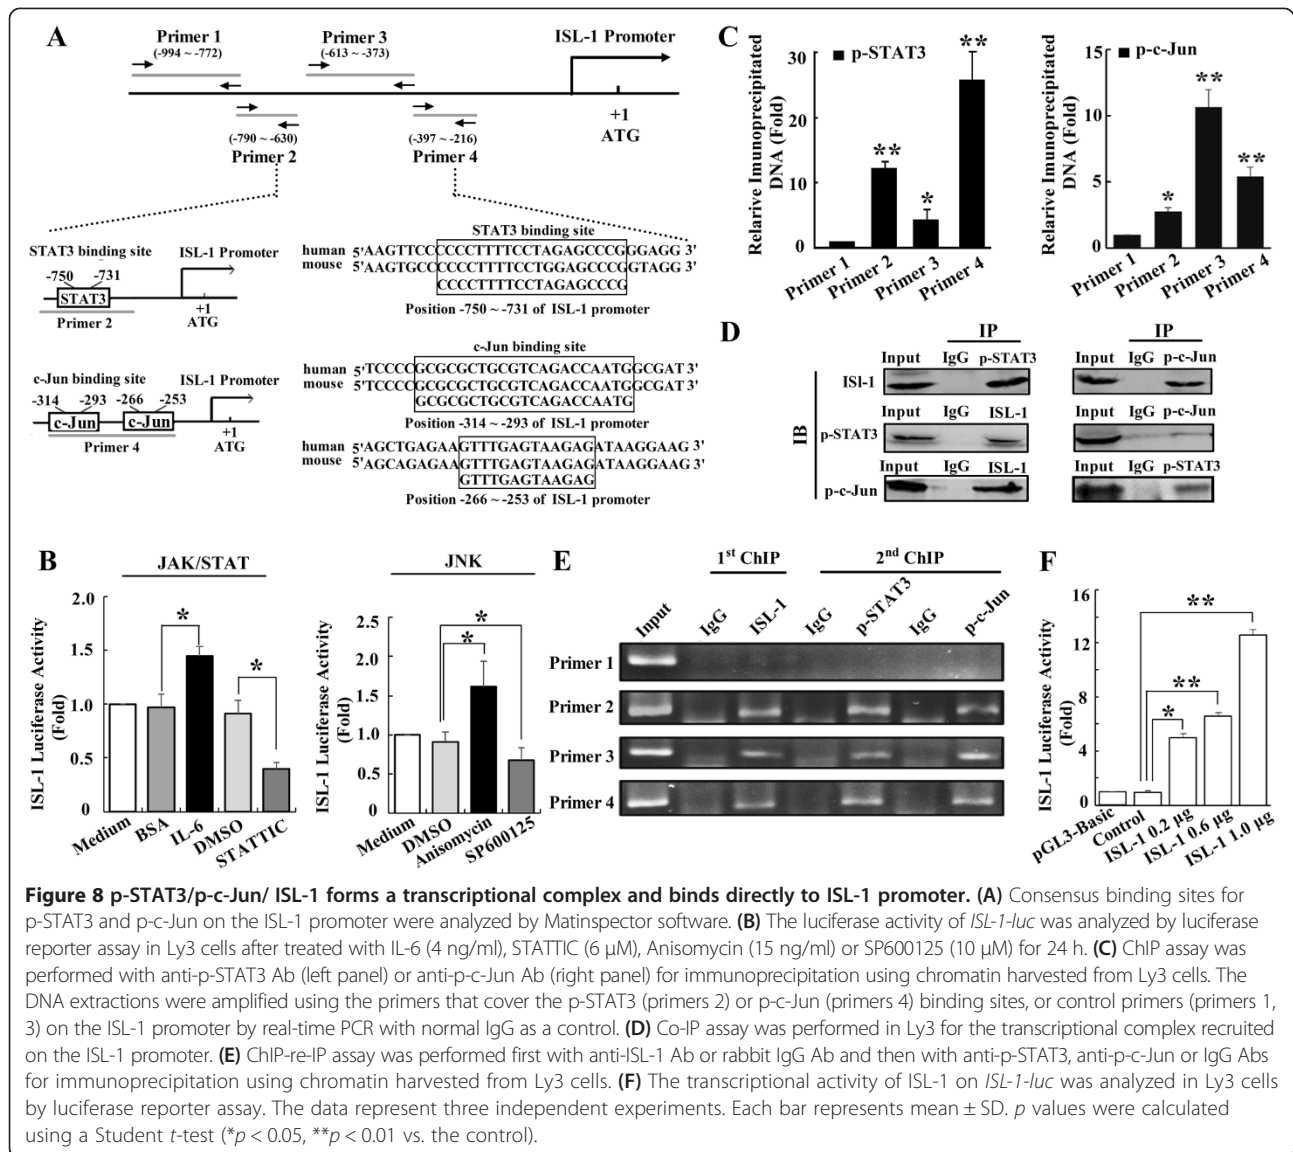 A
Primer 1
(-994 ~ -772)
Primer 3
(-613 ~ -373)
ISL-1 Promoter
+1
ATG
(-790 ~ -630)
Primer 2
(-397 ~ -216)
Primer 4
STAT3 binding site
ISL-1 Promoter
-750
-731
STAT3
+1
ATG
Primer 2
STAT3 binding site
human 5'AAGTTCCCCCCTTTTCCTAGAGCCCGGGAGG 3'
mouse 5'AAGTGCCCCCCTTTTCCTGGAGCCCGGTAGG 3'
CCCCTTTTCCTAGAGCCCG
Position -750 ~ -731 of ISL-1 promoter
c-Jun binding site
ISL-1 Promoter
-314
-293
-266
-253
c-Jun
c-Jun
+1
ATG
Primer 4
c-Jun binding site
human 5'TCCCCGCGCGCTGCGTCAGACCAATGGCGAT 3'
mouse 5'TCCCCGCGCGCTGCGTCAGACCAATGGCGAT 3'
GCGCGCTGCGTCAGACCAATG
Position -314 ~ -293 of ISL-1 promoter
human 5'AGCTGAGAAGTTTGAGTAAGAGATAAGGAAG 3'
mouse 5'AGCAGAGAAGTTTGAGTAAGAGATAAGGAAG 3'
GTTTGAGTAAGAG
Position -266 ~ -253 of ISL-1 promoter
C
Relarive Imunoprecipitated
DNA (Fold)
30
20
10
0
p-STAT3
**
*
**
Primer 1
Primer 2
Primer 3
Primer 4
Relarive Imunoprecipitated
DNA (Fold)
15
10
5
0
p-c-Jun
*
**
**
Primer 1
Primer 2
Primer 3
Primer 4
D
IP
IP
Input IgG p-STAT3
Input IgG p-c-Jun
ISl-1
Input IgG ISL-1
Input IgG p-c-Jun
p-STAT3
IB
Input IgG ISL-1
Input IgG p-STAT3
p-c-Jun
B
JAK/STAT
ISL-1 Luciferase Activity
(Fold)
2.0
1.5
1.0
0.5
0
*
*
Medium
BSA
IL-6
DMSO
STATTIC
JNK
ISL-1 Luciferase Activity
(Fold)
2.5
2.0
1.5
1.0
0.5
0
*
*
Medium
DMSO
Anisomycin
SP600125
E
1st ChIP
2nd ChIP
Input
IgG
ISL-1
IgG
p-STAT3
IgG
p-c-Jun
Primer 1
Primer 2
Primer 3
Primer 4
F
ISL-1 Luciferase Activity
(Fold)
16
12
8
4
0
**
**
*
pGL3-Basic
Control
ISL-1 0.2 µg
ISL-1 0.6 µg
ISL-1 1.0 µg
Figure 8 p-STAT3/p-c-Jun/ ISL-1 forms a transcriptional complex and binds directly to ISL-1 promoter. (A) Consensus binding sites for
p-STAT3 and p-c-Jun on the ISL-1 promoter were analyzed by Matinspector software. (B) The luciferase activity of ISL-1-luc was analyzed by luciferase
reporter assay in Ly3 cells after treated with IL-6 (4 ng/ml), STATTIC (6 µM), Anisomycin (15 ng/ml) or SP600125 (10 µM) for 24 h. (C) ChIP assay was
performed with anti-p-STAT3 Ab (left panel) or anti-p-c-Jun Ab (right panel) for immunoprecipitation using chromatin harvested from Ly3 cells. The
DNA extractions were amplified using the primers that cover the p-STAT3 (primers 2) or p-c-Jun (primers 4) binding sites, or control primers (primers 1,
3) on the ISL-1 promoter by real-time PCR with normal IgG as a control. (D) Co-IP assay was performed in Ly3 for the transcriptional complex recruited
on the ISL-1 promoter. (E) ChIP-re-IP assay was performed first with anti-ISL-1 Ab or rabbit IgG Ab and then with anti-p-STAT3, anti-p-c-Jun or IgG Abs
for immunoprecipitation using chromatin harvested from Ly3 cells. (F) The transcriptional activity of ISL-1 on ISL-1-luc was analyzed in Ly3 cells
by luciferase reporter assay. The data represent three independent experiments. Each bar represents mean ± SD. p values were calculated
using a Student t-test (*p < 0.05, **p < 0.01 vs. the control).